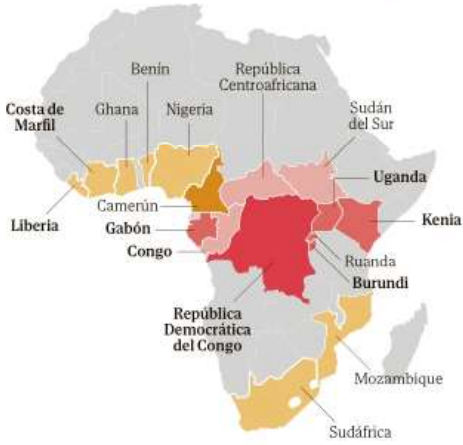 Benín
República
Centroafricana
Costa de
Marfil
Ghana
Nigeria
Sudán
del Sur
Uganda
Liberia
Camerún
Gabón
Kenia
Congo
Ruanda
Burundi
República
Democrática
del Congo
Mozambique
Sudáfrica